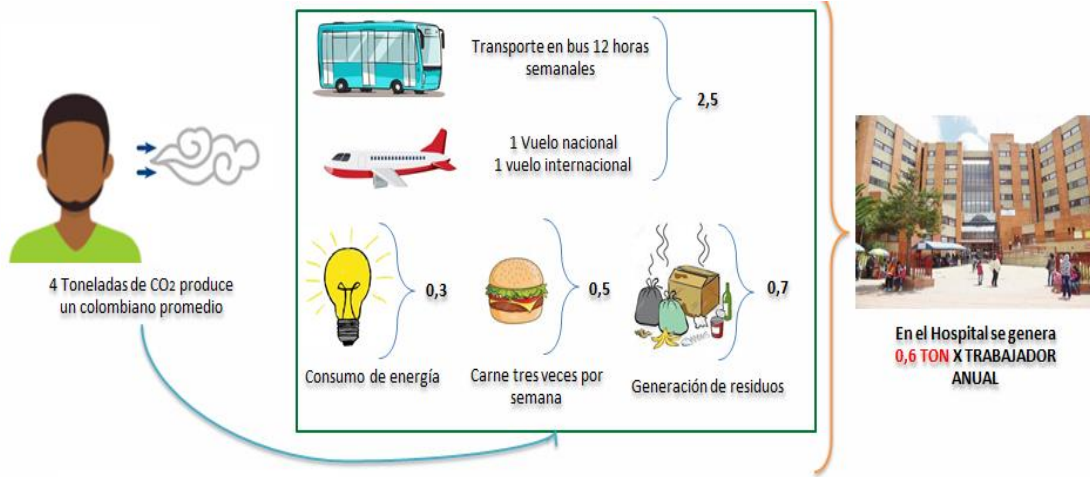 4 Toneladas de CO2 produce
un colombiano promedio
Transporte en bus 12 horas
semanales
1 Vuelo nacional
1 vuelo internacional
2,5
0,3
Consumo de energía
0,5
Carne tres veces por
semana
0,7
Generación de residuos
En el Hospital se genera
0,6 TON X TRABAJADOR
ANUAL